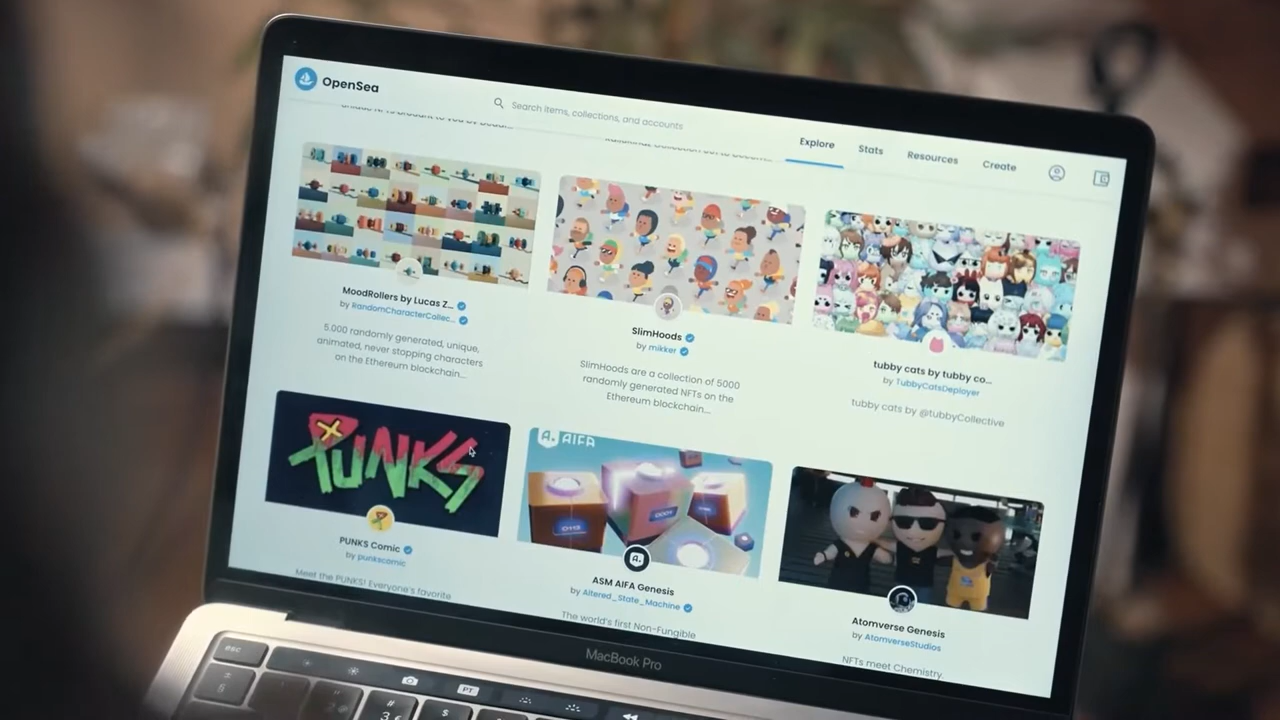 OpenSea
Search items, collections, and accounts
Explore
Stats
Resources
Create
MoodRollers by Lucas Z...
by RandomCharacterCollec...
5,000 randomly generated, unique,
animated, never stopping characters
on the Ethereum blockchain...
SlimHoods
by mikker
SlimHoods are a collection of 5000
randomly generated NFTs on the
Ethereum blockchain...
tubby cats by tubby co...
by TubbyCatsDeployer
tubby cats by @tubbyCollective
PUNKS
PUNKS Comic
by punkscomic
Meet the PUNKS! Everyone's favorite
A. AIFA
ASM AIFA Genesis
by Altered_State_Machine
The world's first Non-Fungible
Atomverse Genesis
by AtomverseStudios
NFTs meet Chemistry.
MacBook Pro
esc
PT
#
3
$